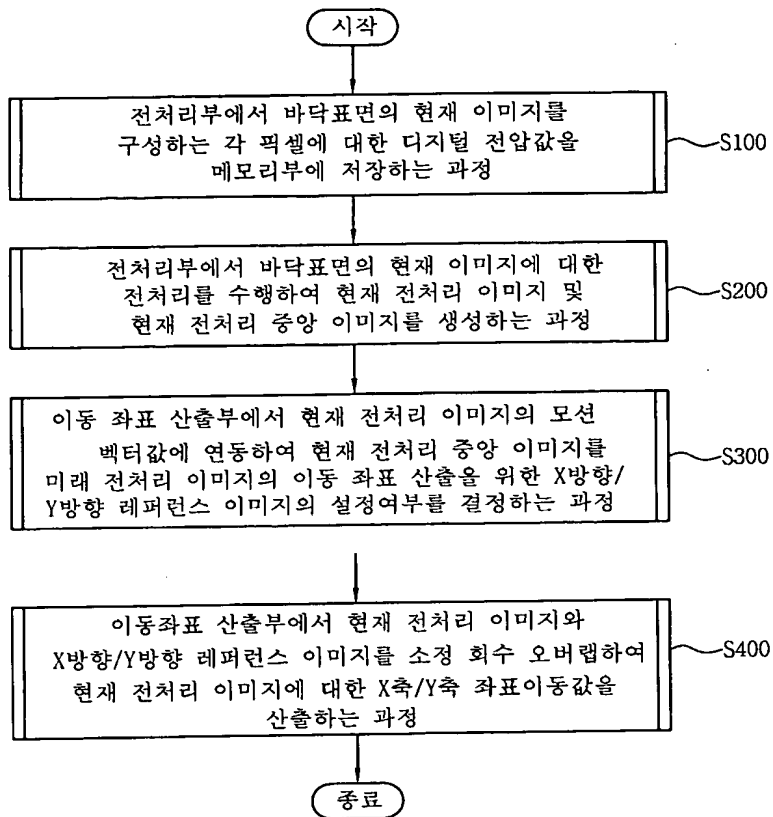 시작
전처리부에서 바닥표면의 현재 이미지를
구성하는 각 픽셀에 대한 디지털 전압값을
메모리부에 저장하는 과정
S100
전처리부에서 바닥표면의 현재 이미지에 대한
전처리를 수행하여 현재 전처리 이미지 및
현재 전처리 중앙 이미지를 생성하는 과정
S200
이동 좌표 산출부에서 현재 전처리 이미지의 모션
벡터값에 연동하여 현재 전처리 중앙 이미지를
미래 전처리 이미지의 이동 좌표 산출을 위한 X방향/
Y방향 레퍼런스 이미지의 설정여부를 결정하는 과정
S300
이동좌표 산출부에서 현재 전처리 이미지와
X방향/Y방향 레퍼런스 이미지를 소정 회수 오버랩하여
현재 전처리 이미지에 대한 X축/Y축 좌표이동값을
산출하는 과정
S400
종료